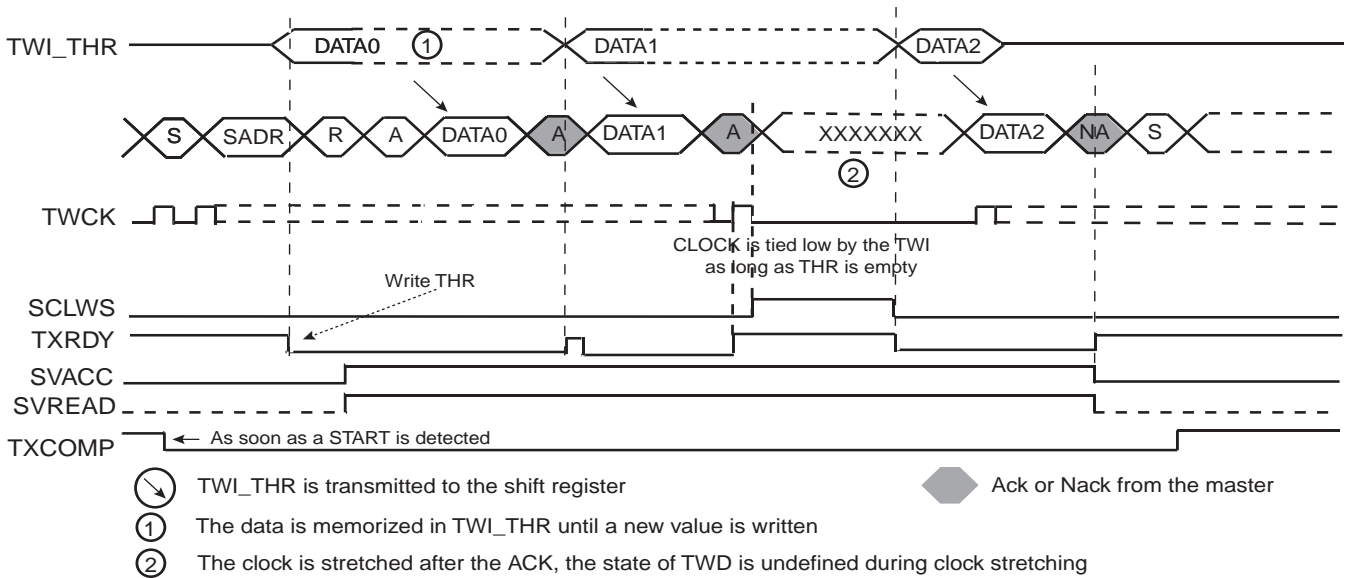 TWI_THR DATA0 1 DATA1 DATA2
S SADR R A DATA0 A DATA1 A XXXXXXX DATA2 NA S
2
TWCK
CLOCK is tied low by the TWI
as long as THR is empty
Write THR
SCLWS
TXRDY
SVACC
SVREAD
TXCOMP As soon as a START is detected
TWI_THR is transmitted to the shift register
Ack or Nack from the master
1 The data is memorized in TWI_THR until a new value is written
2 The clock is stretched after the ACK, the state of TWD is undefined during clock stretching